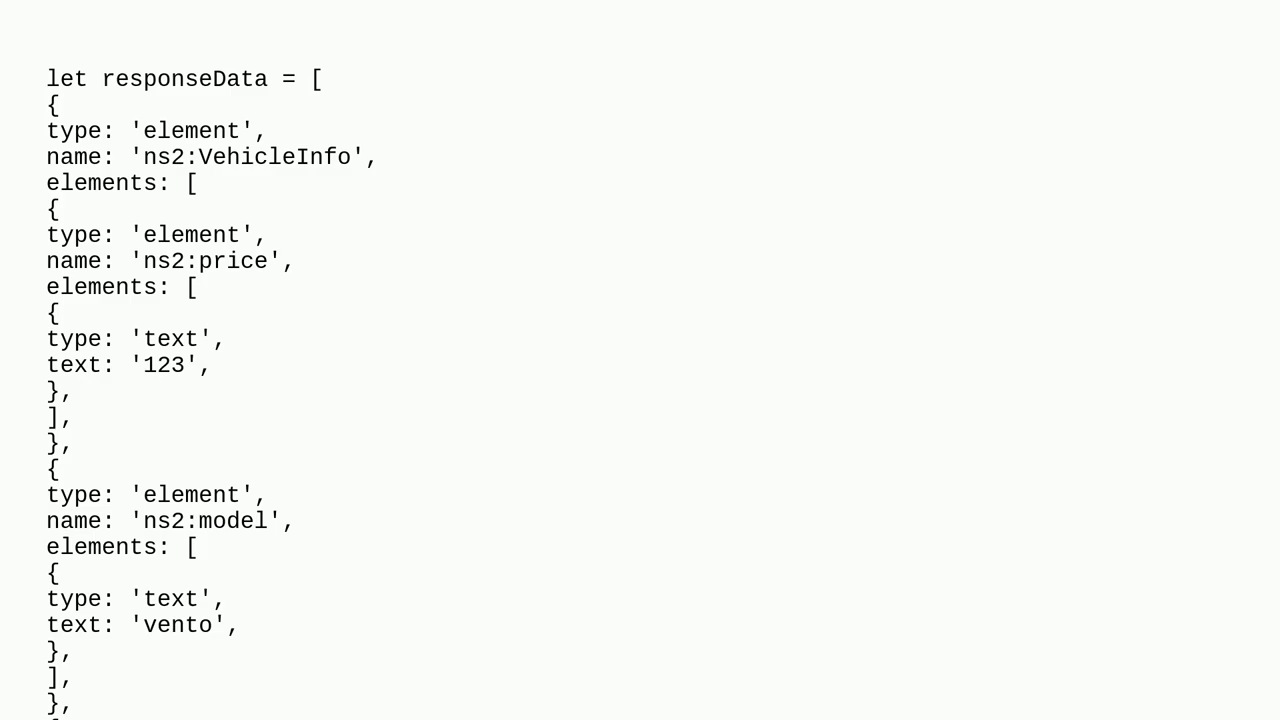 let responseData = [
{
type: 'element',
name: 'ns2:VehicleInfo',
elements: [
{
type: 'element',
name: 'ns2:price',
elements: [
{
type: 'text',
text: '123',
},
],
},
{
type: 'element',
name: 'ns2:model',
elements: [
{
type: 'text',
text: 'vento',
},
],
},